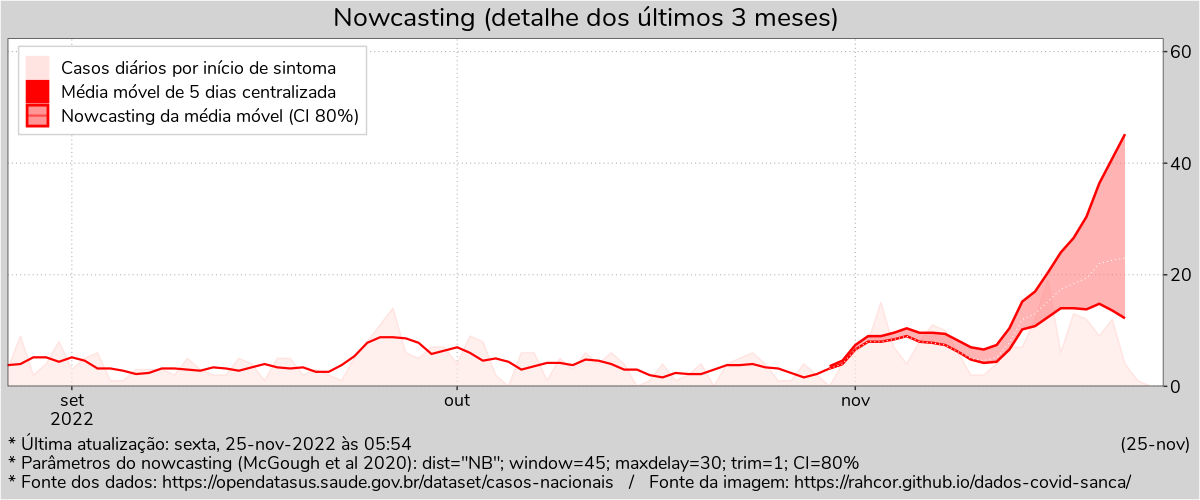 Nowcasting (detalhe dos últimos 3 meses)
Casos diários por início de sintoma
Média móvel de 5 dias centralizada
Nowcasting da média móvel (CI 80%)
60
40
20
0
set
2022
out
nov
* Última atualização: sexta, 25-nov-2022 às 05:54
(25-nov)
* Parâmetros do nowcasting (McGough et al 2020): dist="NB"; window=45; maxdelay=30; trim=1; CI=80%
* Fonte dos dados: https://opendatasus.saude.gov.br/dataset/casos-nacionais / Fonte da imagem: https://rahcor.github.io/dados-covid-sanca/